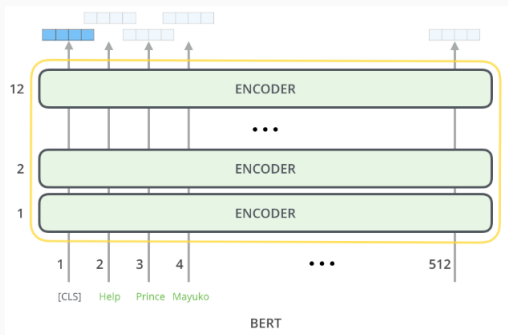 12 ENCODER
...
2 ENCODER
1 ENCODER
1 2 3 4 ... 512
[CLS] Help Prince Mayuko
BERT